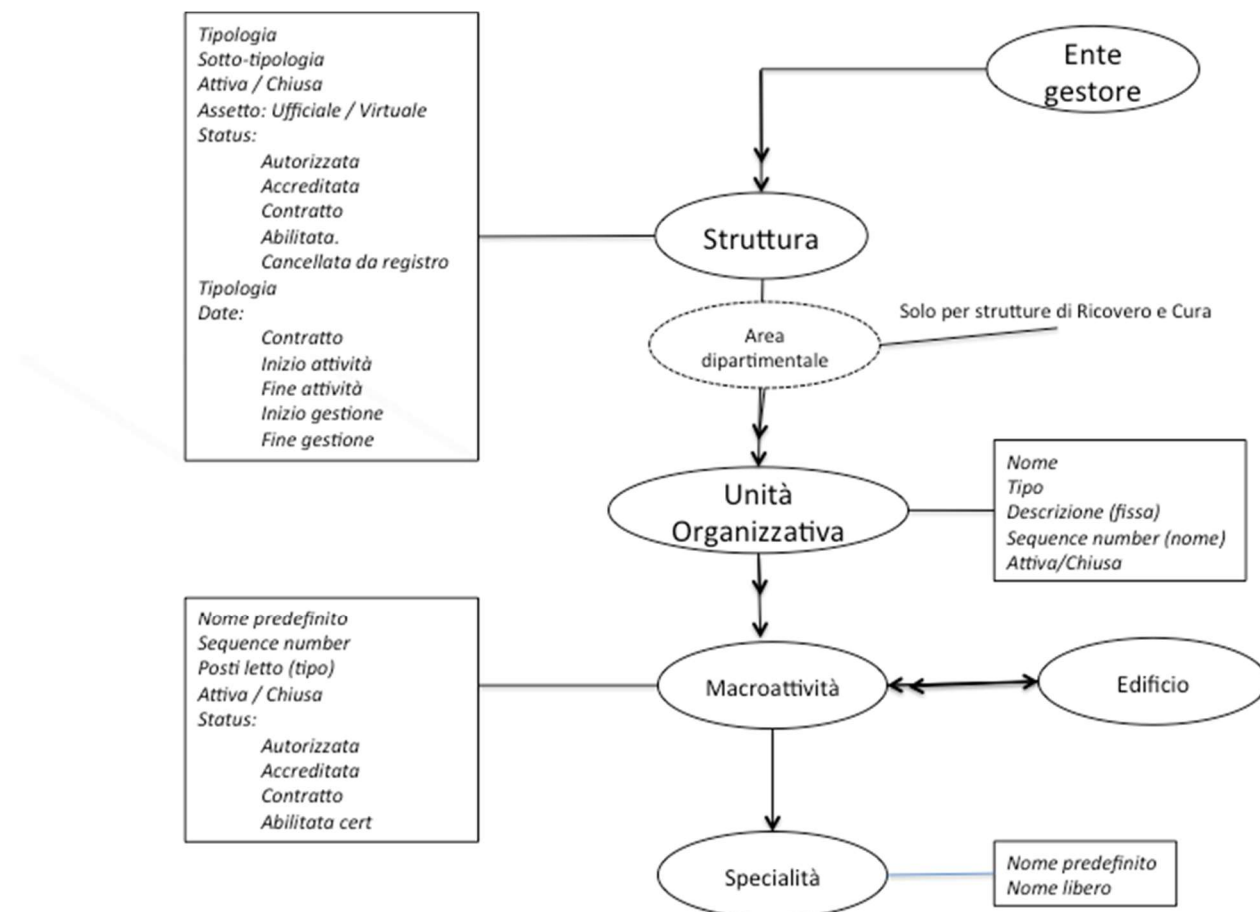 Tipologia
Sotto-tipologia
Attiva / Chiusa
Assetto: Ufficiale / Virtuale
Status:
Autorizzata
Accreditata
Contratto
Abilitata.
Cancellata da registro
Tipologia
Date:
Contratto
Inizio attività
Fine attività
Inizio gestione
Fine gestione
Ente
gestore
Struttura
Area
dipartimentale
Solo per strutture di Ricovero e Cura
Unità
Organizzativa
Nome
Tipo
Descrizione (fissa)
Sequence number (nome)
Attiva/Chiusa
Nome predefinito
Sequence number
Posti letto (tipo)
Attiva / Chiusa
Status:
Autorizzata
Accreditata
Contratto
Abilitata cert
Macroattività
Edificio
Specialità
Nome predefinito
Nome libero